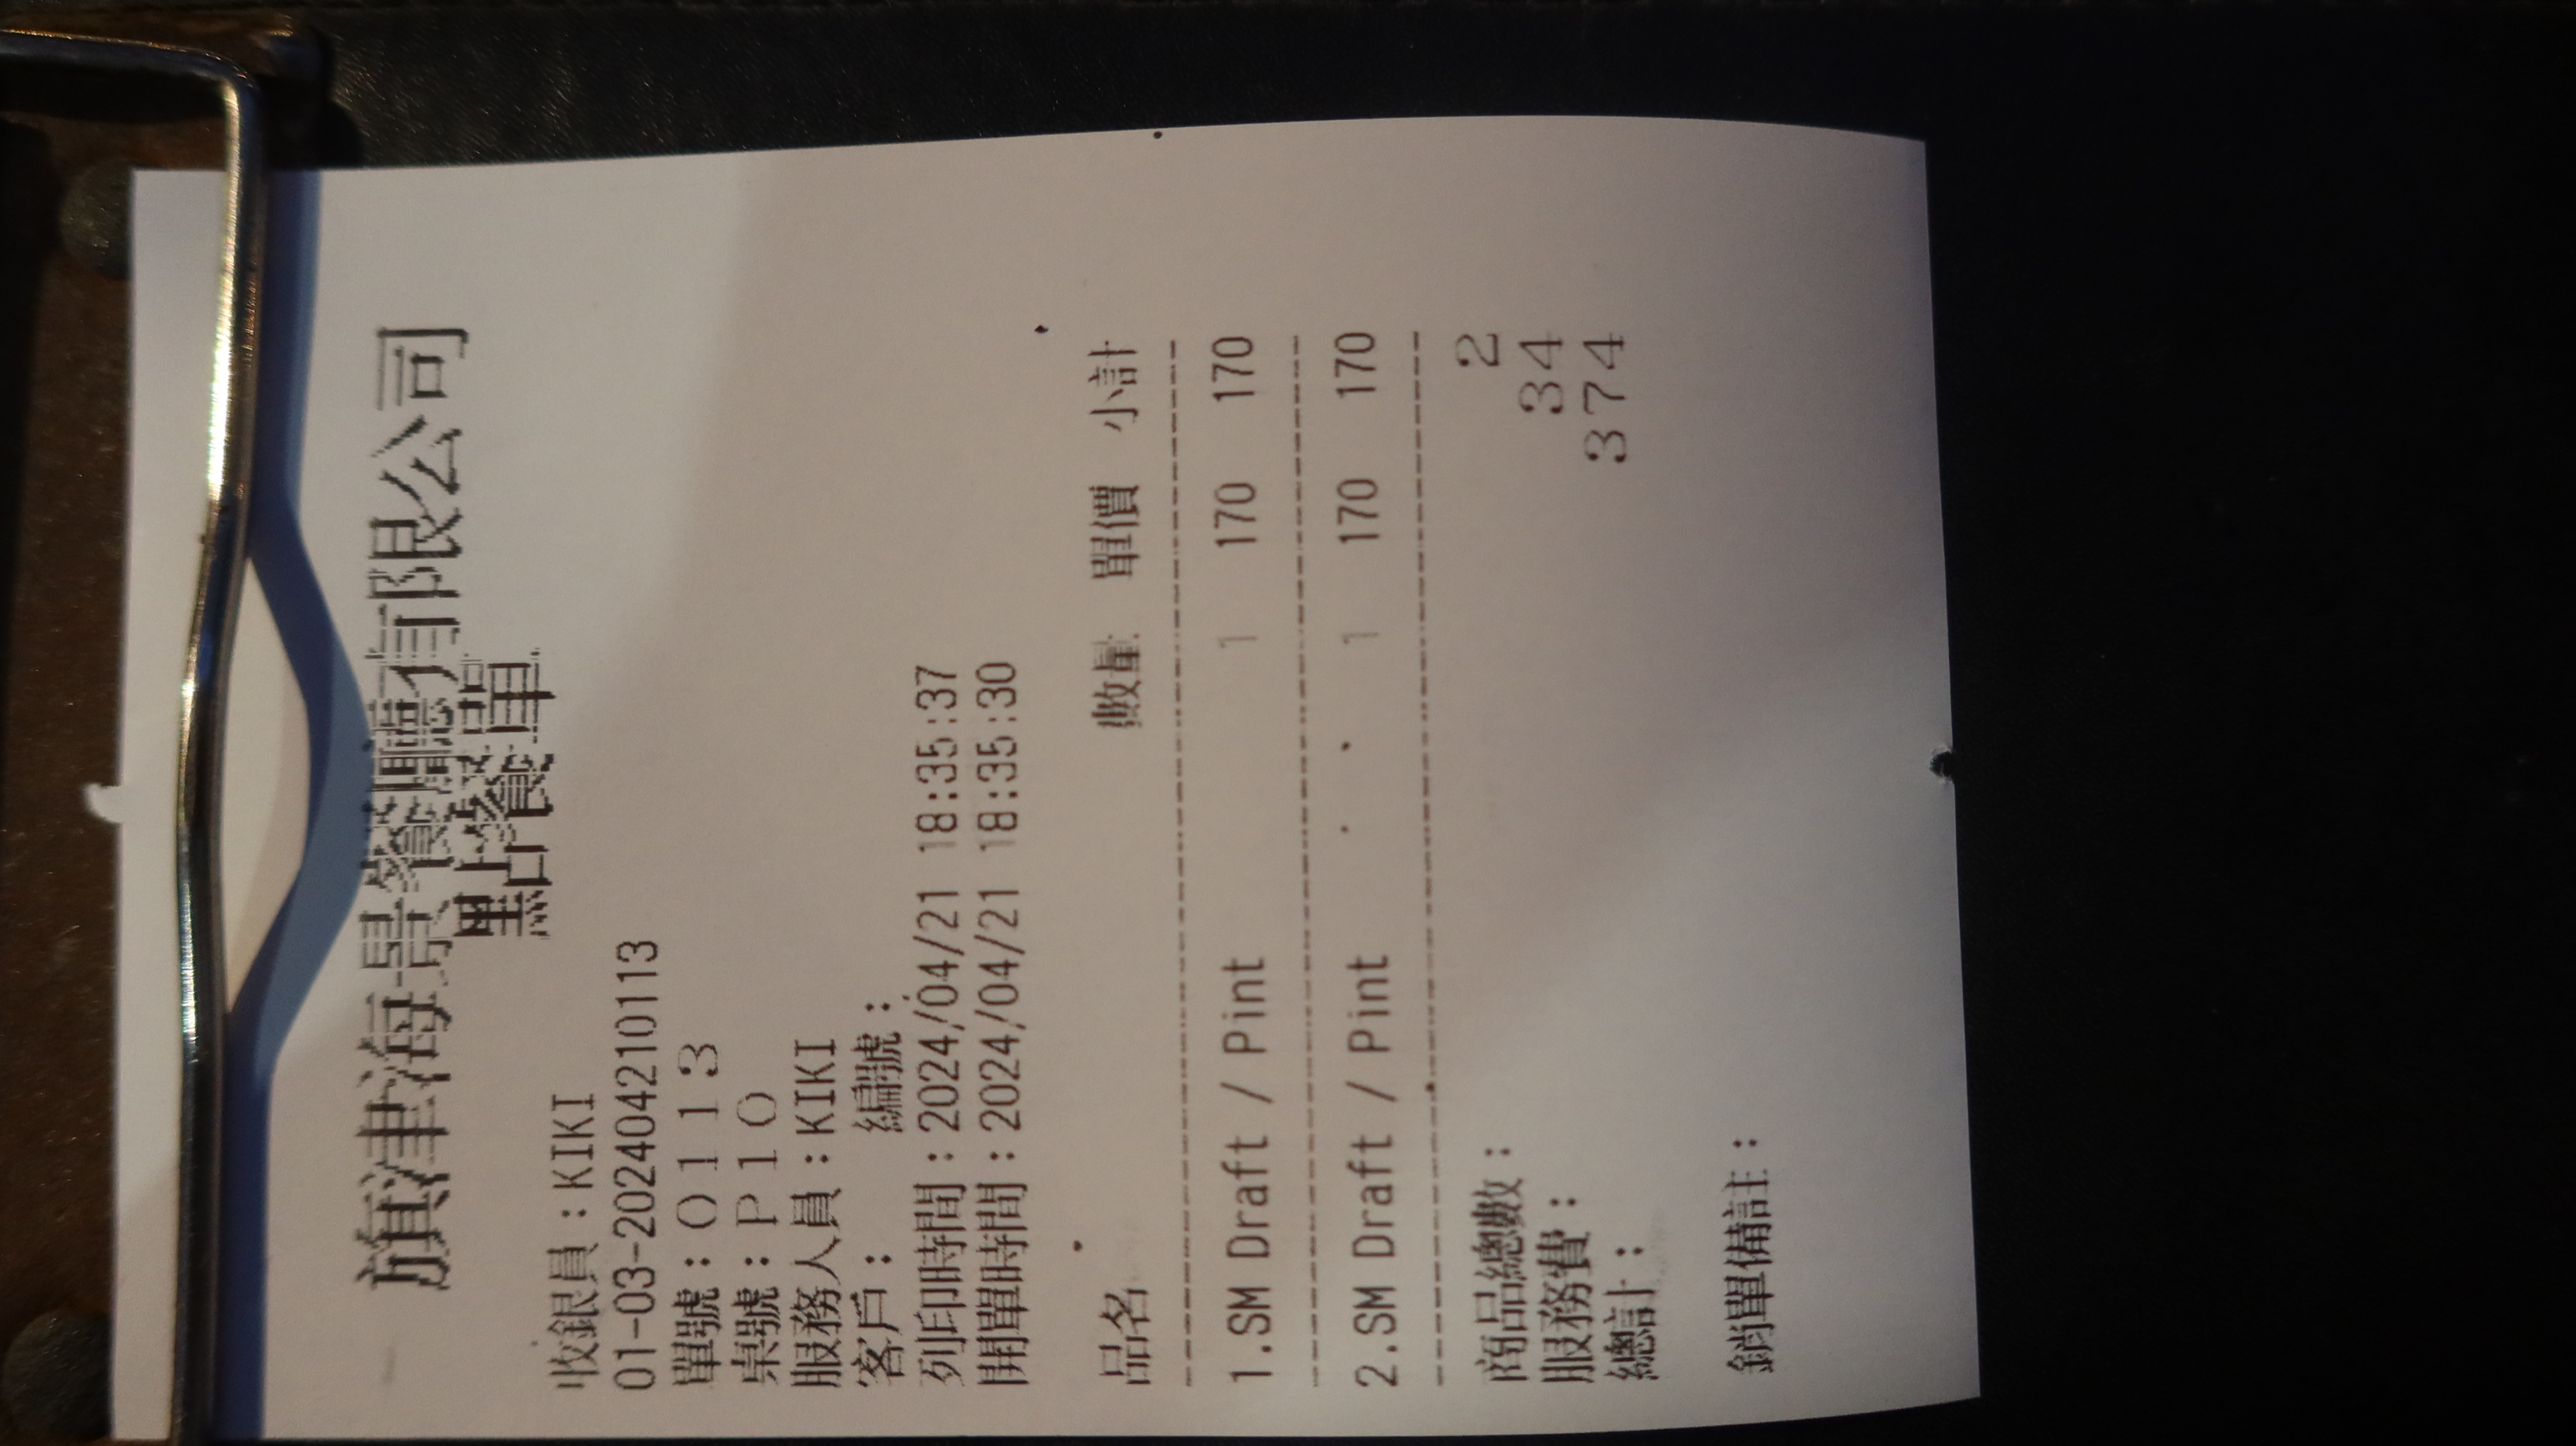 旗津海景餐廳有限公司
點餐單
收銀員：KIKI
01-03-202404210113
單號：0113
桌號：P10
服務人員：KIKI
客戶： 編號：
列印時間：2024/04/21 18:35:37
開單時間：2024/04/21 18:35:30
品名 數量 單價 小計
1.SM Draft / Pint 1 170 170
2.SM Draft / Pint 1 170 170
商品總數： 2
服務費： 34
總計： 374
銷單備註：